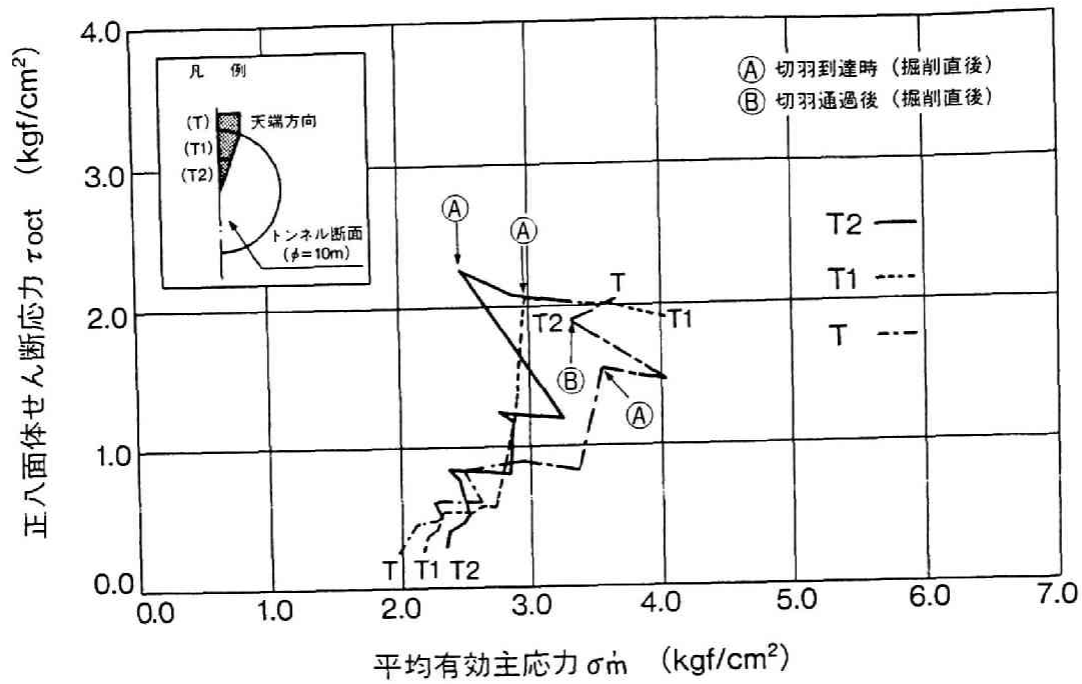 正八面体せん断応力 τoct (kgf/cm²)
4.0
3.0
2.0
1.0
0.0
凡 例
(T)
天端方向
(T1)
(T2)
トンネル断面
(φ=10m)
Ⓐ 切羽到達時 (掘削直後)
Ⓑ 切羽通過後 (掘削直後)
T2
T1
T
Ⓐ
Ⓐ
T
T2
T1
Ⓑ
Ⓐ
T T1 T2
0.0 1.0 2.0 3.0 4.0 5.0 6.0 7.0
平均有効主応力 σḿ (kgf/cm²)